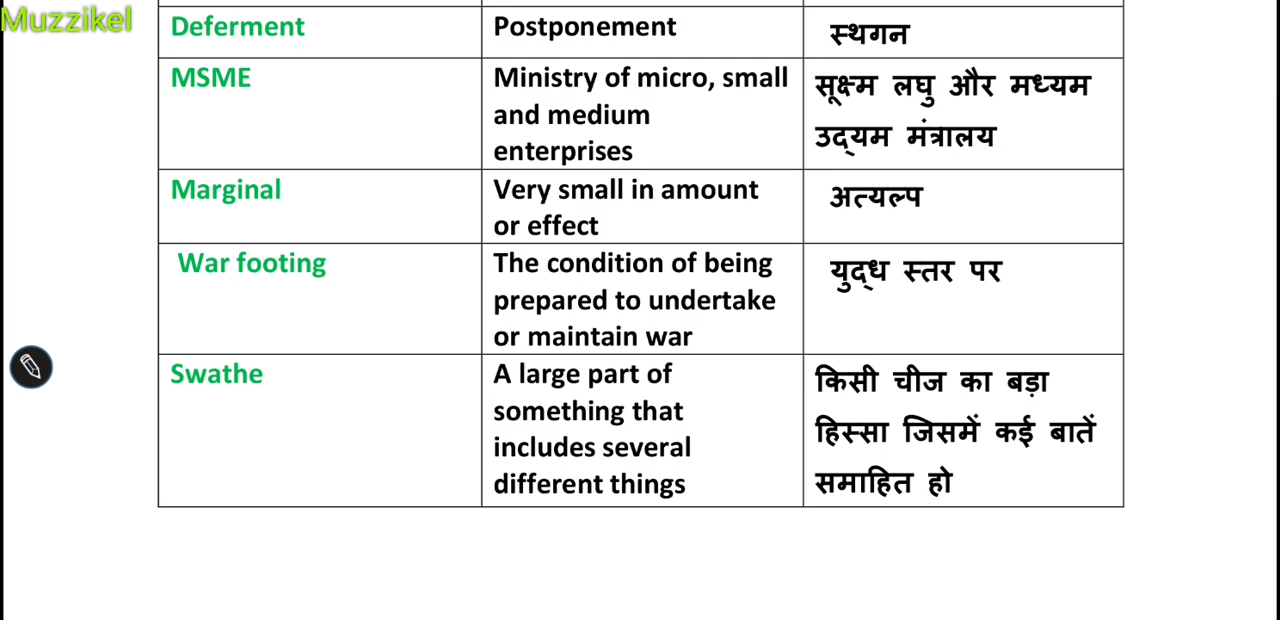 Muzzikel
Deferment
Postponement
स्थगन
MSME
Ministry of micro, small
and medium
enterprises
सूक्ष्म लघु और मध्यम
उद्यम मंत्रालय
Marginal
Very small in amount
or effect
अत्यल्प
War footing
The condition of being
prepared to undertake
or maintain war
युद्ध स्तर पर
Swathe
A large part of
something that
includes several
different things
किसी चीज का बड़ा
हिस्सा जिसमें कई बातें
समाहित हो